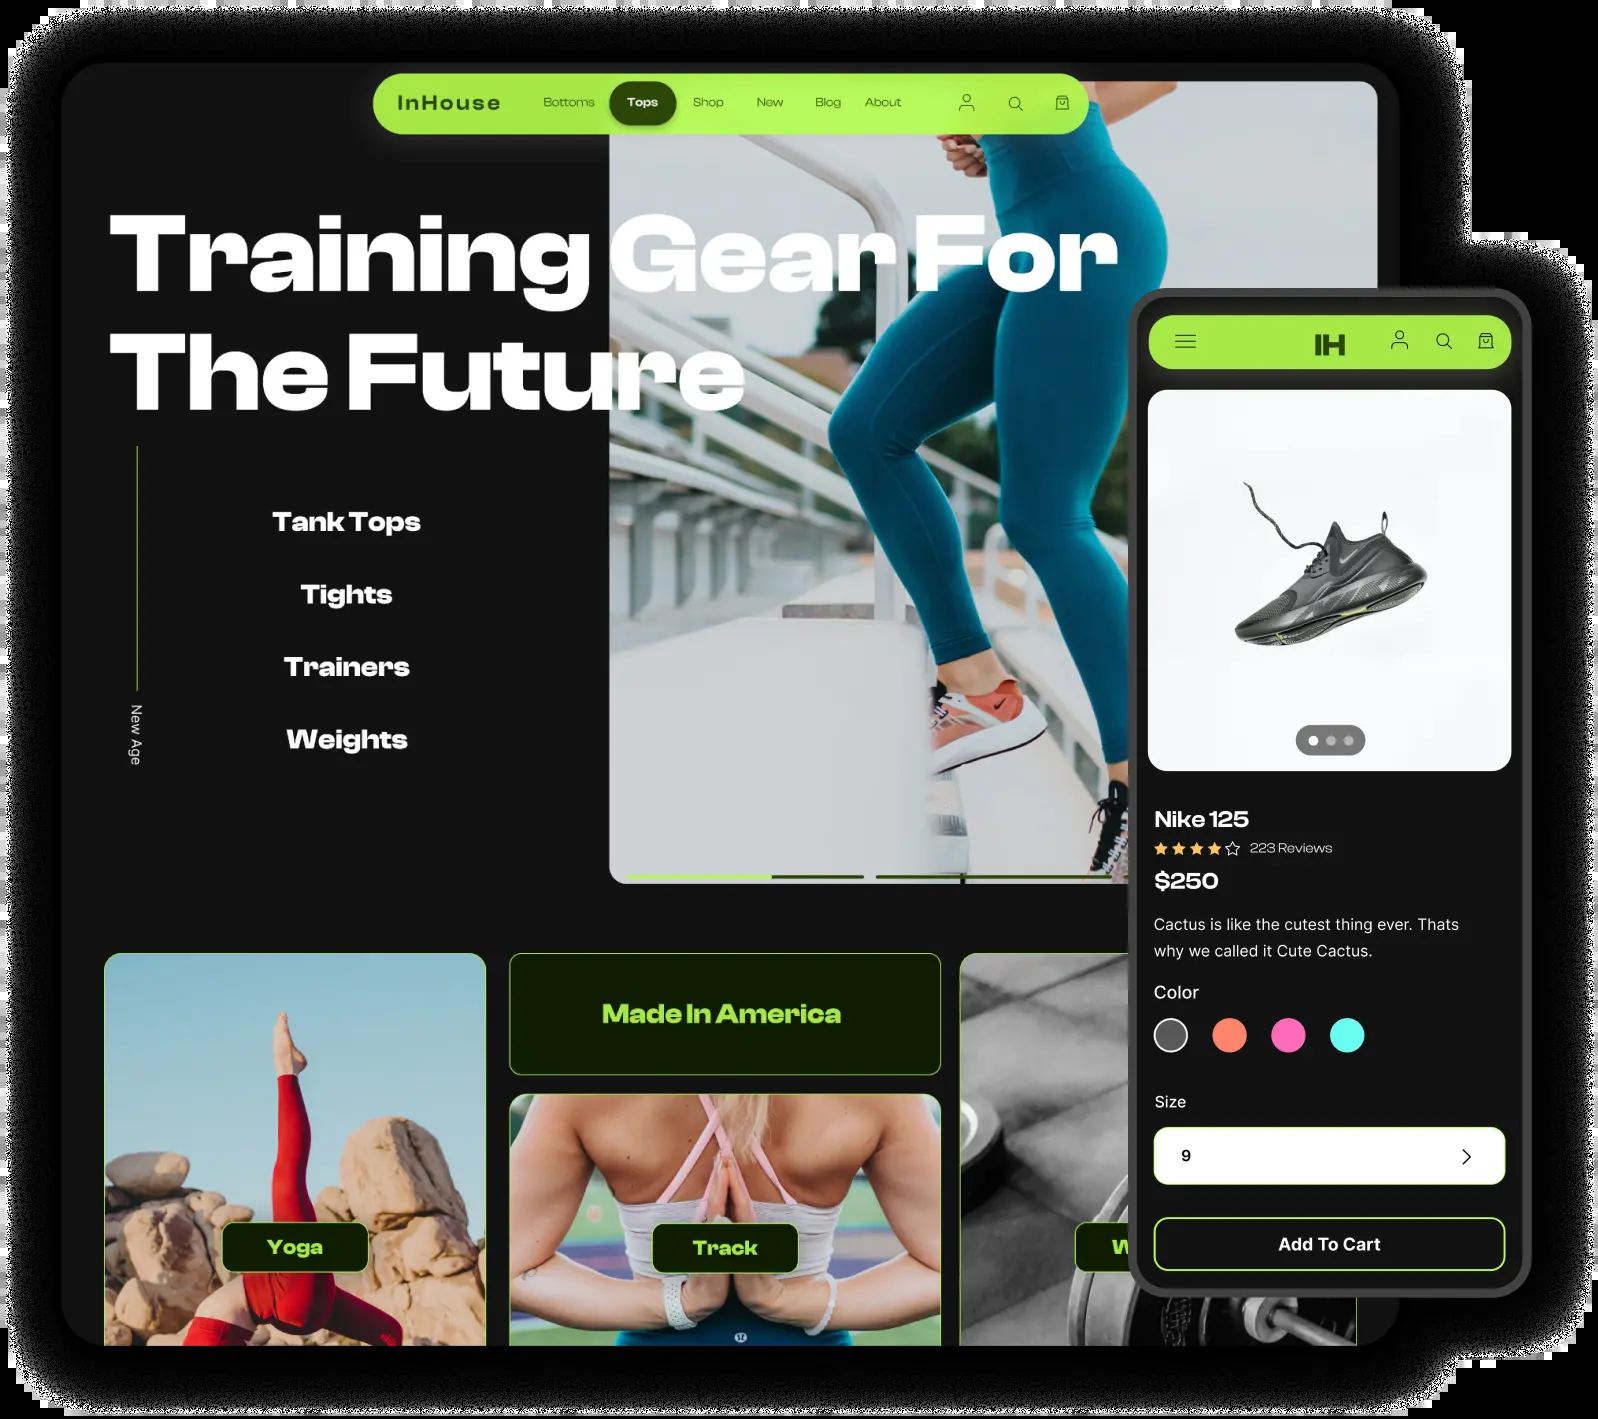 InHouse
Bottoms
Tops
Shop
New
Blog
About
Training Gear For
The Future
Tank Tops
Tights
Trainers
Weights
New Age
Made In America
Yoga
Track
IH
Nike 125
223 Reviews
$250
Cactus is like the cutest thing ever. Thats
why we called it Cute Cactus.
Color
Size
9
Add To Cart